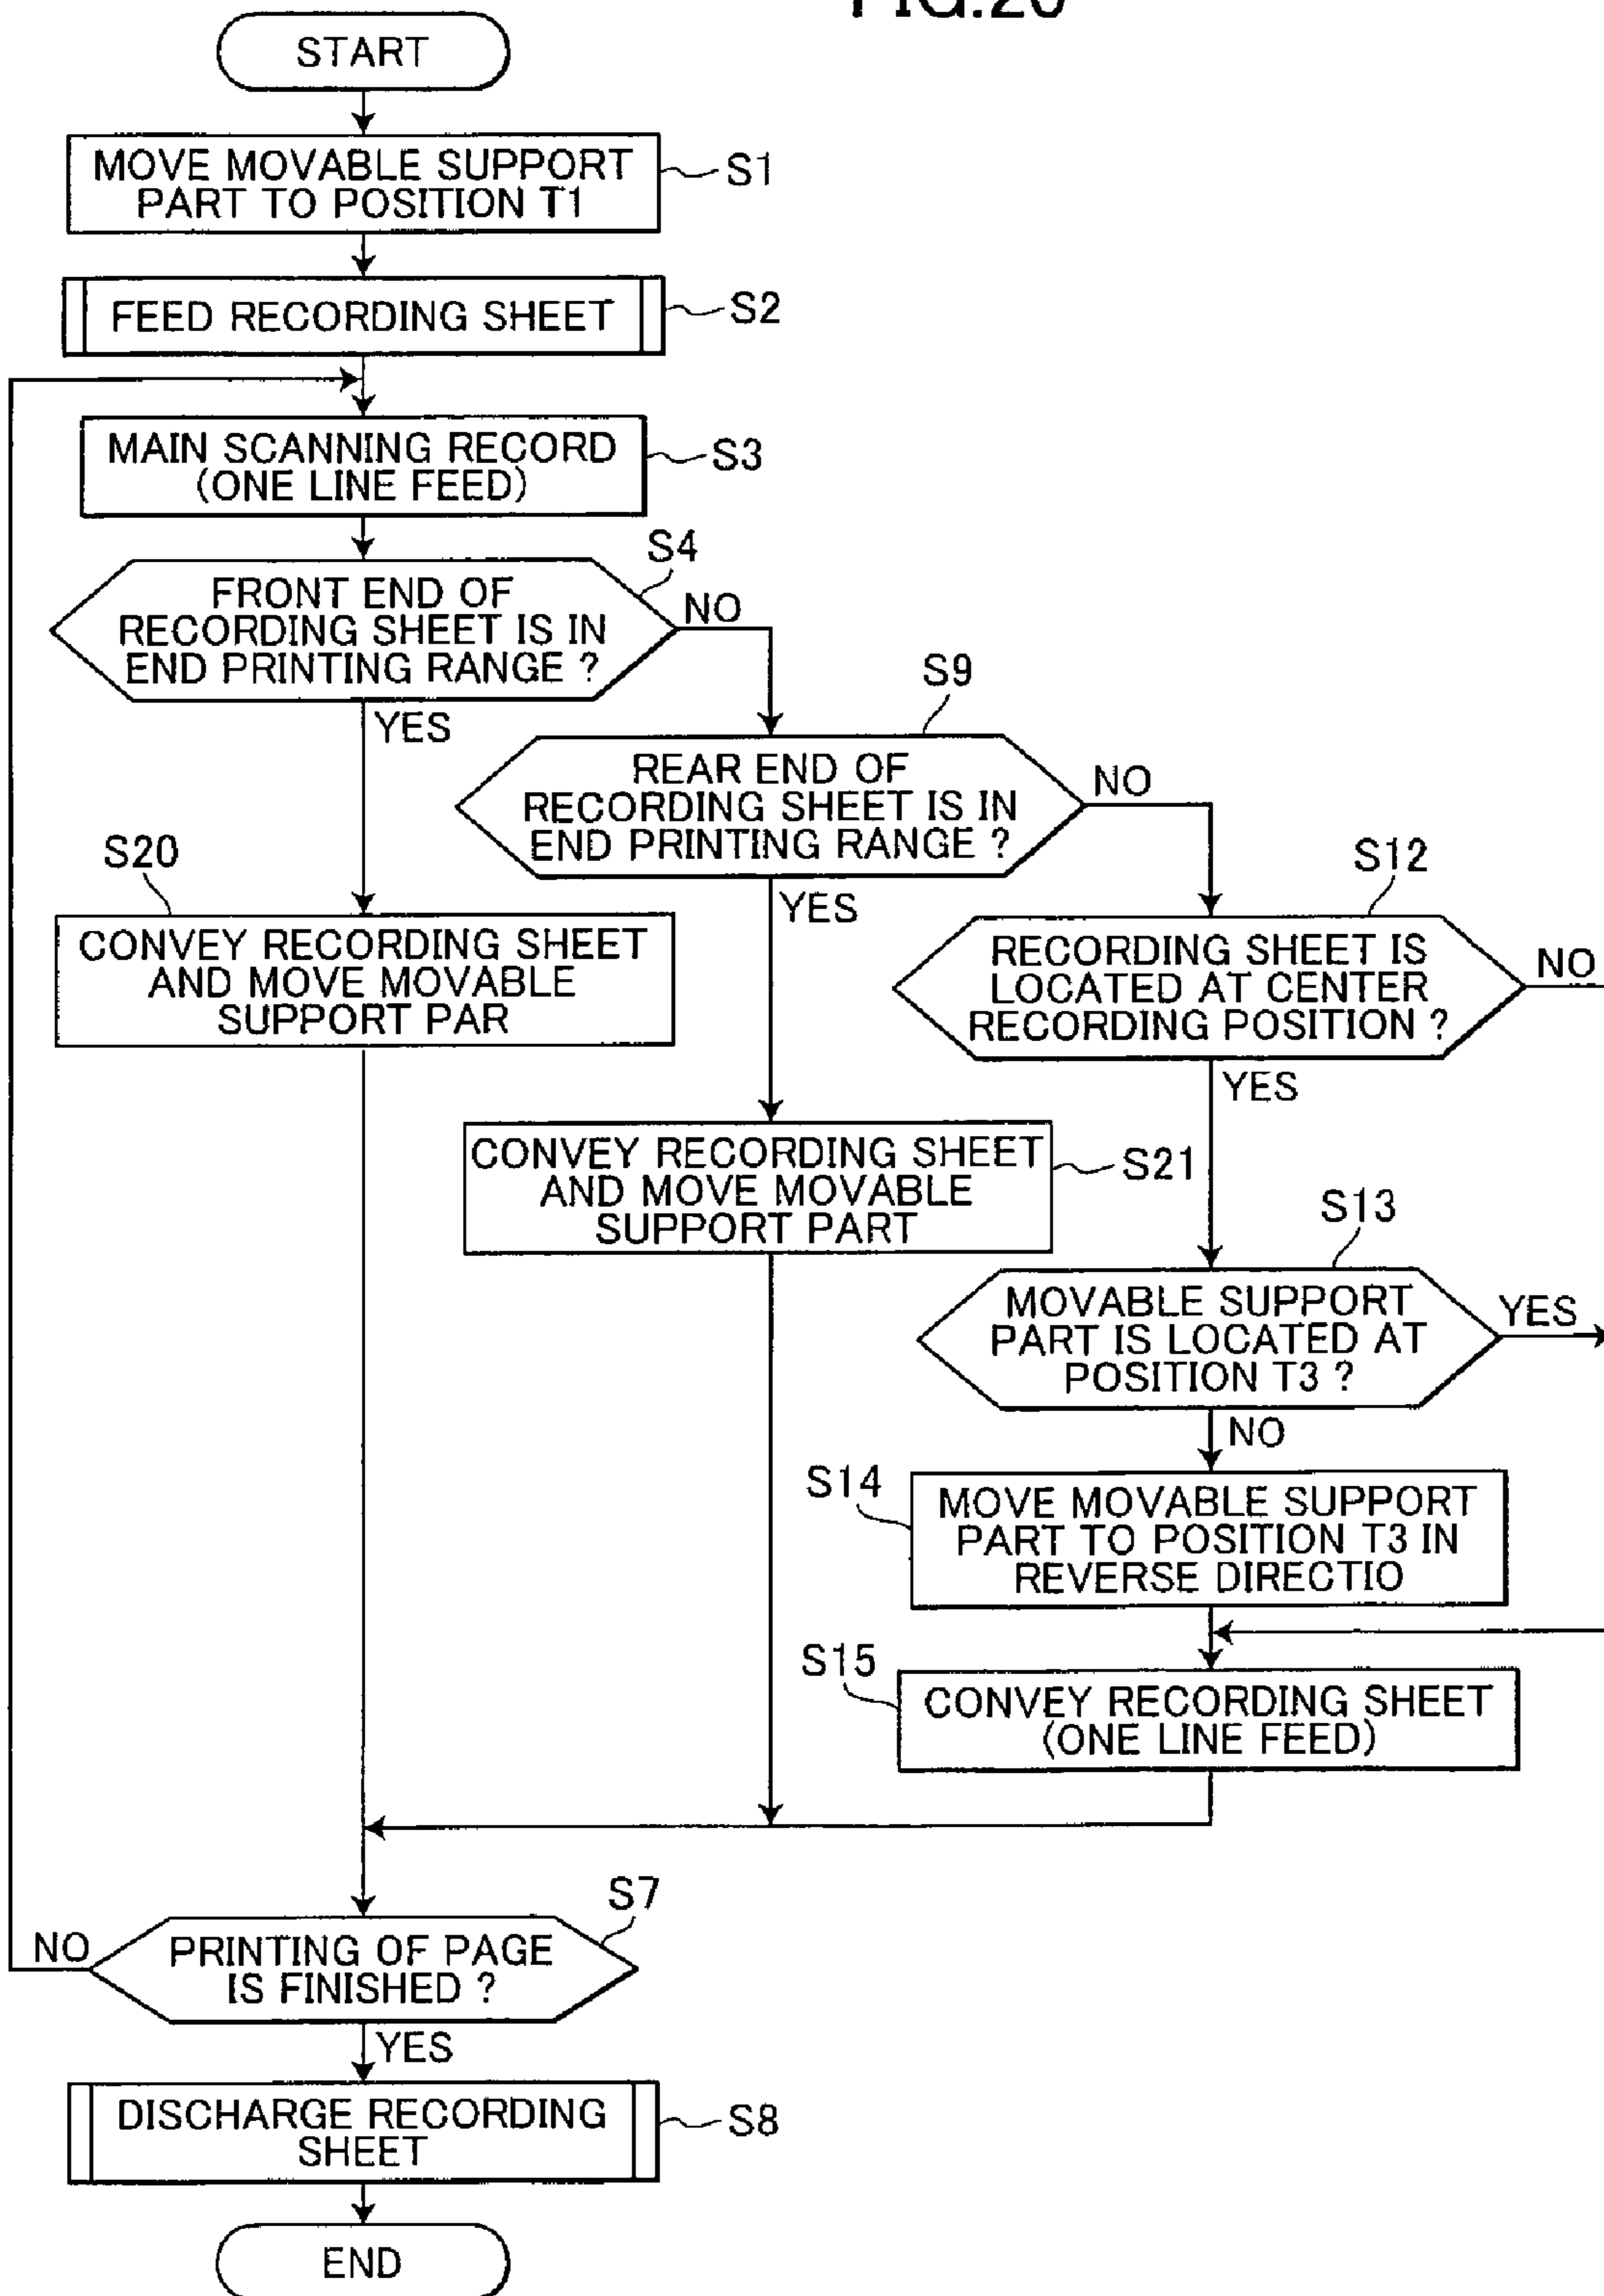 FIG.20
START
MOVE MOVABLE SUPPORT
PART TO POSITION T1
S1
FEED RECORDING SHEET
S2
MAIN SCANNING RECORD
(ONE LINE FEED)
S3
S4
FRONT END OF
RECORDING SHEET IS IN
END PRINTING RANGE ?
NO
YES
S9
REAR END OF
RECORDING SHEET IS IN
END PRINTING RANGE ?
NO
YES
S20
CONVEY RECORDING SHEET
AND MOVE MOVABLE
SUPPORT PAR
S12
RECORDING SHEET IS
LOCATED AT CENTER
RECORDING POSITION ?
NO
YES
CONVEY RECORDING SHEET
AND MOVE MOVABLE
SUPPORT PART
S21
S13
MOVABLE SUPPORT
PART IS LOCATED AT
POSITION T3 ?
YES
NO
S14
MOVE MOVABLE SUPPORT
PART TO POSITION T3 IN
REVERSE DIRECTIO
S15
CONVEY RECORDING SHEET
(ONE LINE FEED)
S7
NO
PRINTING OF PAGE
IS FINISHED ?
YES
DISCHARGE RECORDING
SHEET
S8
END